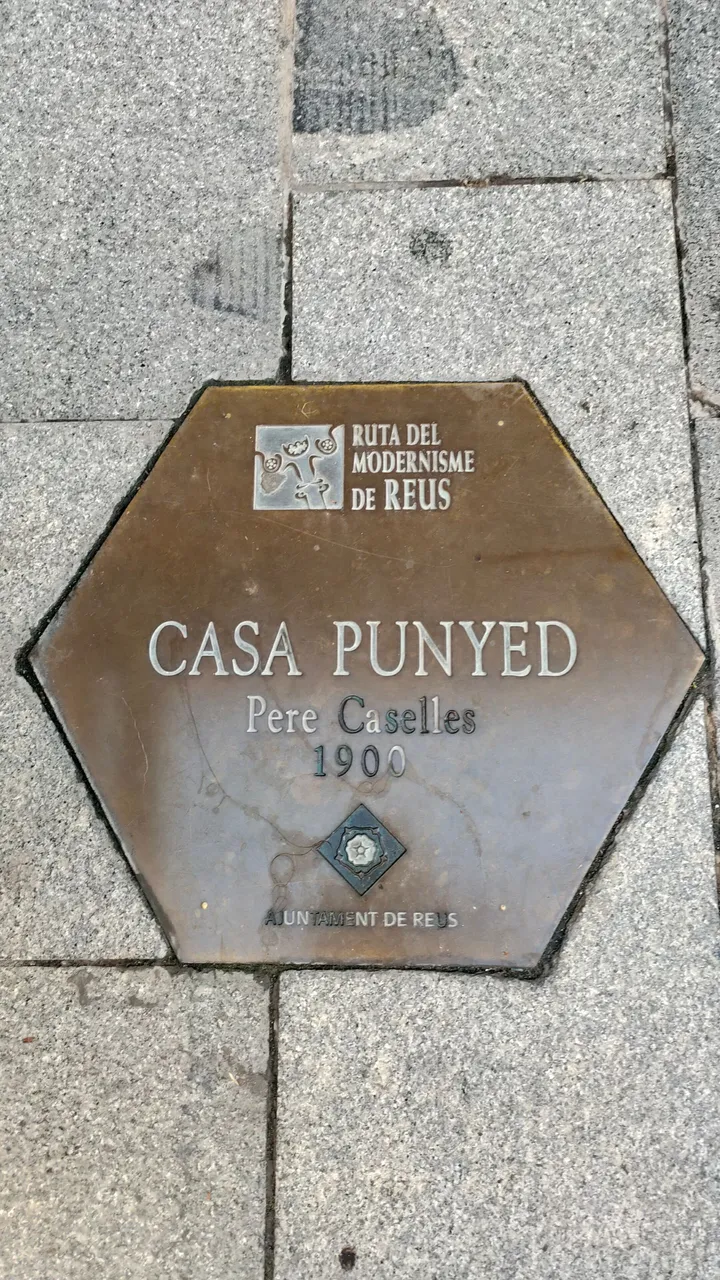 RUTA DEL
MODERNISME
DE REUS
CASA PUNYED
Pere Caselles
1900
AJUNTAMENT DE REUS